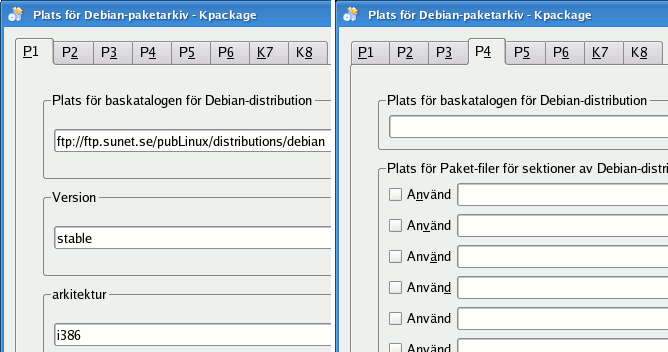 Plats för Debian-paketarkiv - Kpackage
P1 P2 P3 P4 P5 P6 K7 K8
Plats för baskatalogen för Debian-distribution
ftp://ftp.sunet.se/pubLinux/distributions/debian
Version
stable
arkitektur
i386
Plats för Debian-paketarkiv - Kpackage
P1 P2 P3 P4 P5 P6 K7 K8
Plats för baskatalogen för Debian-distribution
Plats för Paket-filer för sektioner av Debian-distri
Använd
Använd
Använd
Använd
Använd
Använd